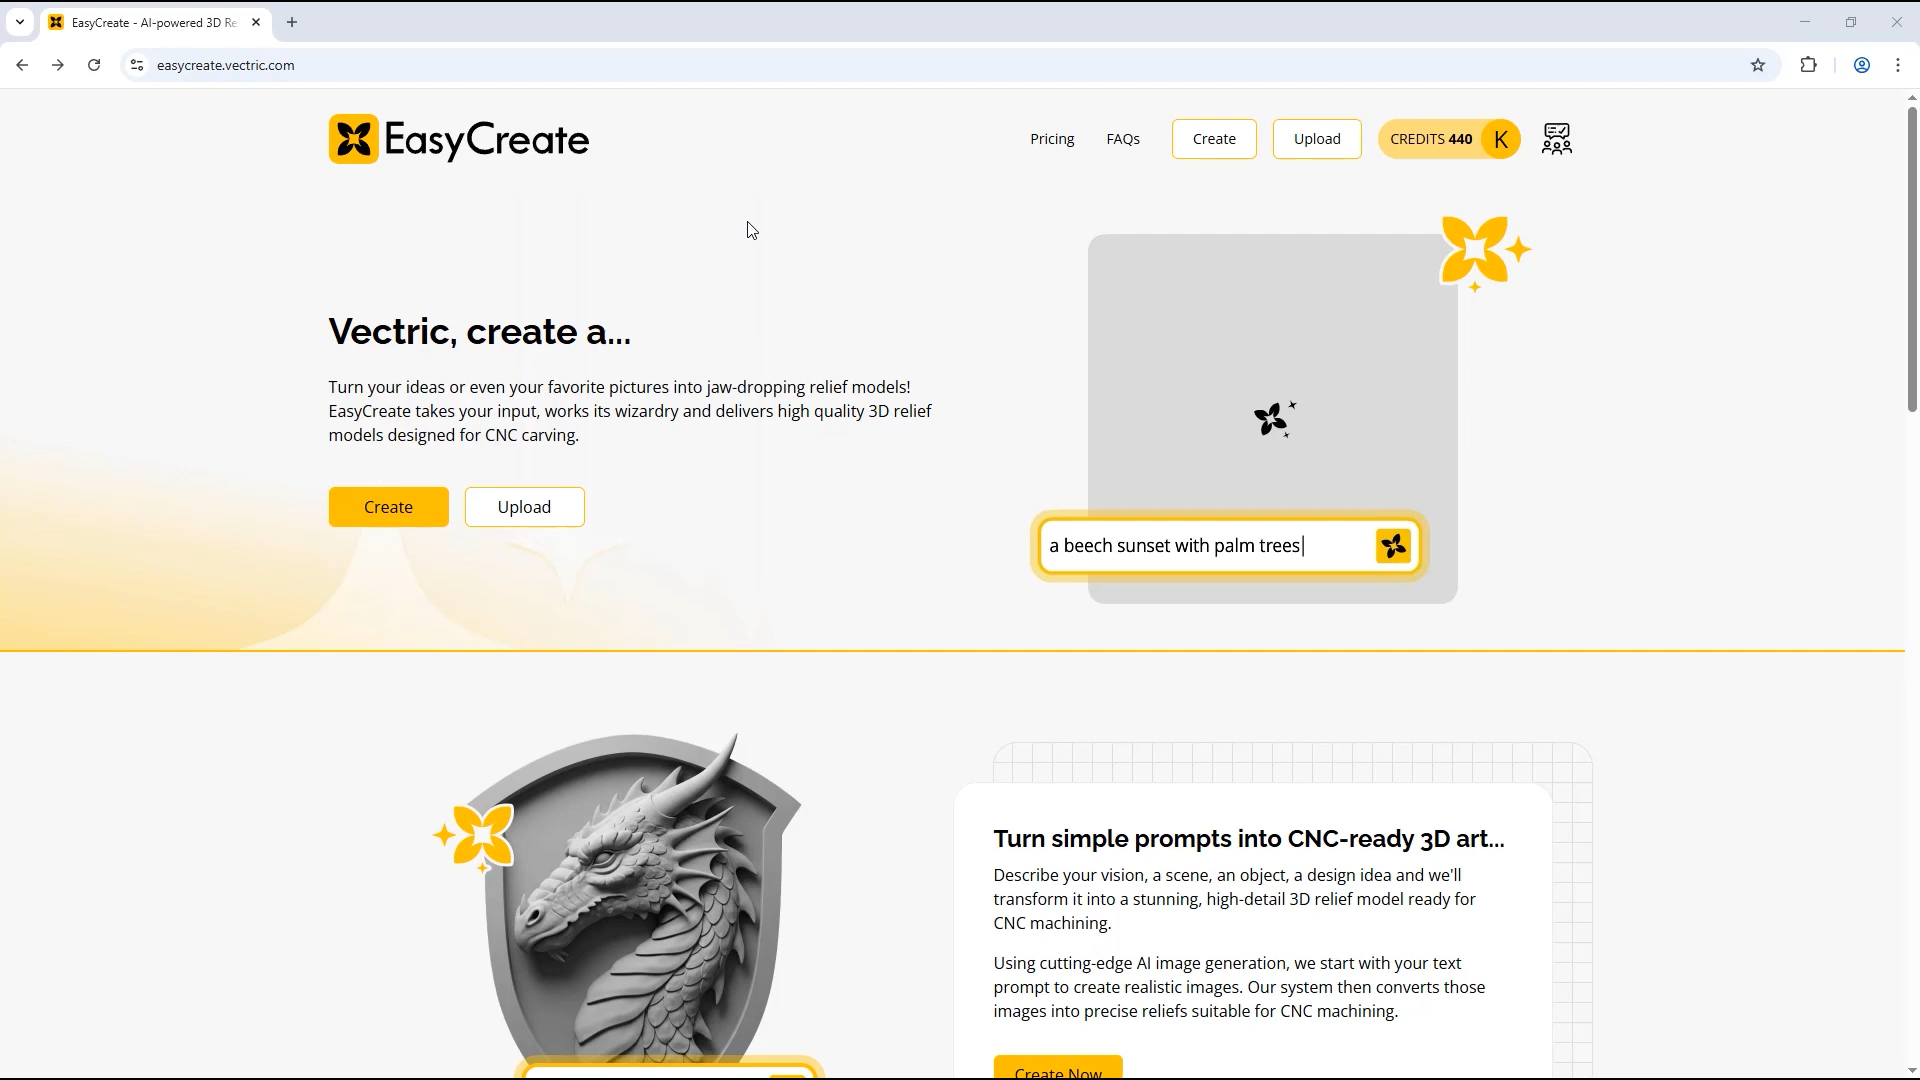 EasyCreate - AI-powered 3D Re
easycreate.vectric.com
EasyCreate
Pricing
FAQs
Create
Upload
CREDITS 440
K
Vectric, create a...
Turn your ideas or even your favorite pictures into jaw-dropping relief models!
EasyCreate takes your input, works its wizardry and delivers high quality 3D relief
models designed for CNC carving.
Create
Upload
a beech sunset with palm trees
Turn simple prompts into CNC-ready 3D art...
Describe your vision, a scene, an object, a design idea and we'll
transform it into a stunning, high-detail 3D relief model ready for
CNC machining.
Using cutting-edge AI image generation, we start with your text
prompt to create realistic images. Our system then converts those
images into precise reliefs suitable for CNC machining.
Create Now